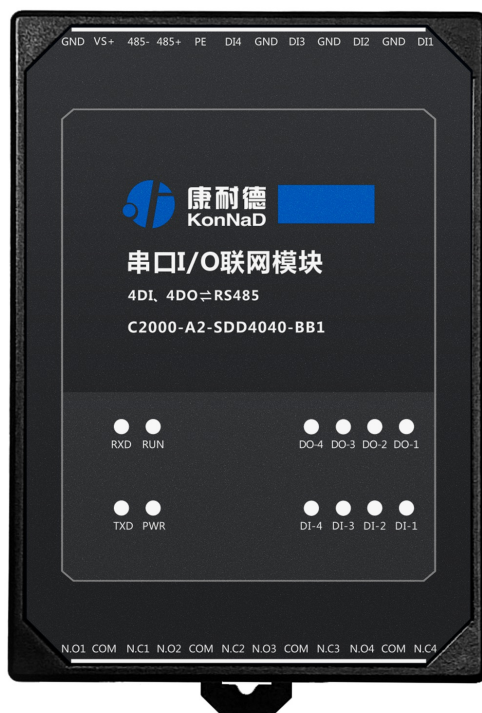 GND VS+ 485- 485+ PE DI4 GND DI3 GND DI2 GND DI1
康耐德
KonNaD
串口I/O联网模块
4DI、4DO⇌RS485
C2000-A2-SDD4040-BB1
RXD RUN DO-4 DO-3 DO-2 DO-1
TXD PWR DI-4 DI-3 DI-2 DI-1
N.O1 COM N.C1 N.O2 COM N.C2 N.O3 COM N.C3 N.O4 COM N.C4